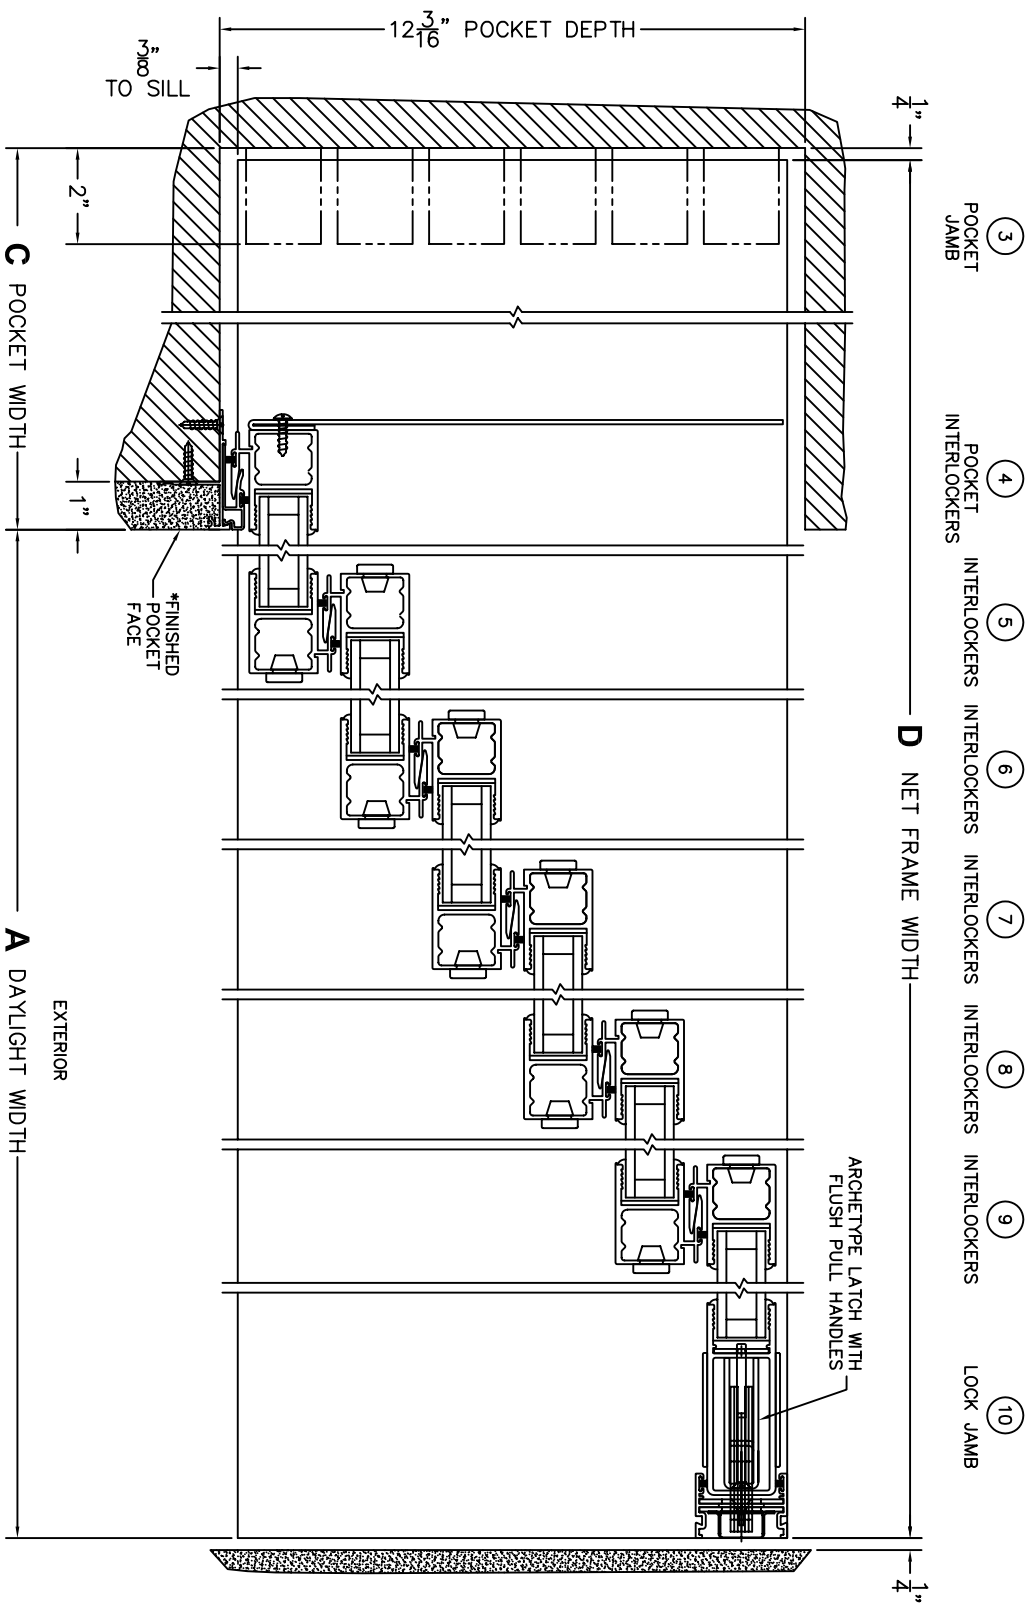 12 3/16" POCKET DEPTH
3/8"
TO SILL
1/4"
3
POCKET
JAMB
4
POCKET
INTERLOCKERS
5
INTERLOCKERS
6
INTERLOCKERS
7
INTERLOCKERS
8
INTERLOCKERS
9
INTERLOCKERS
10
LOCK JAMB
D NET FRAME WIDTH
1/4"
ARCHETYPE LATCH WITH
FLUSH PULL HANDLES
2"
1"
*FINISHED
POCKET
FACE
EXTERIOR
C POCKET WIDTH
A DAYLIGHT WIDTH